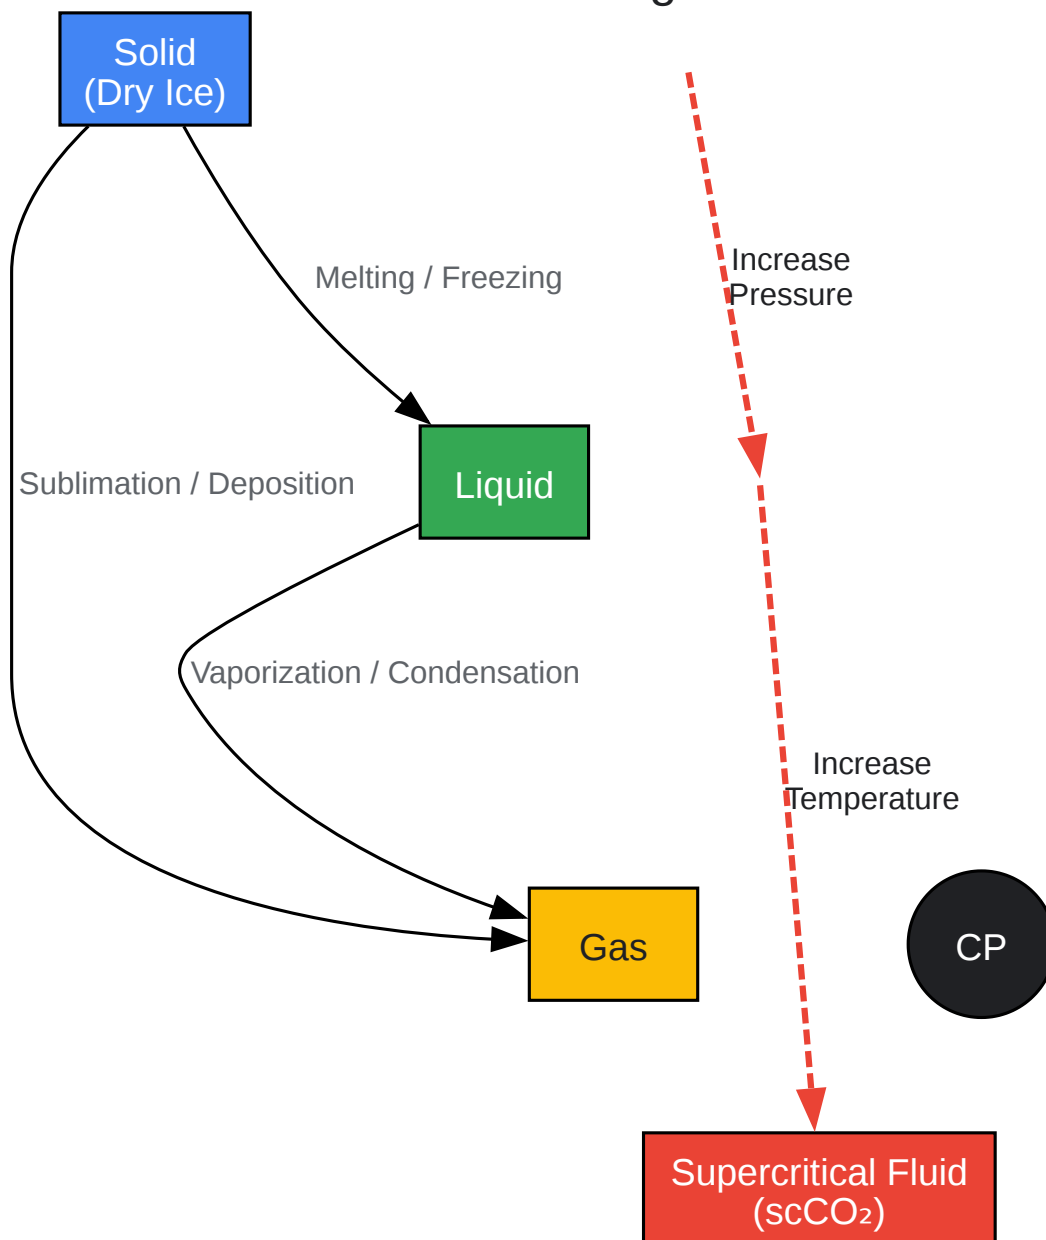 Solid
(Dry Ice)
Increase
Pressure
Melting / Freezing
Sublimation / Deposition
Liquid
Vaporization / Condensation
Increase
Temperature
Gas
CP
Supercritical Fluid
(scCO₂)